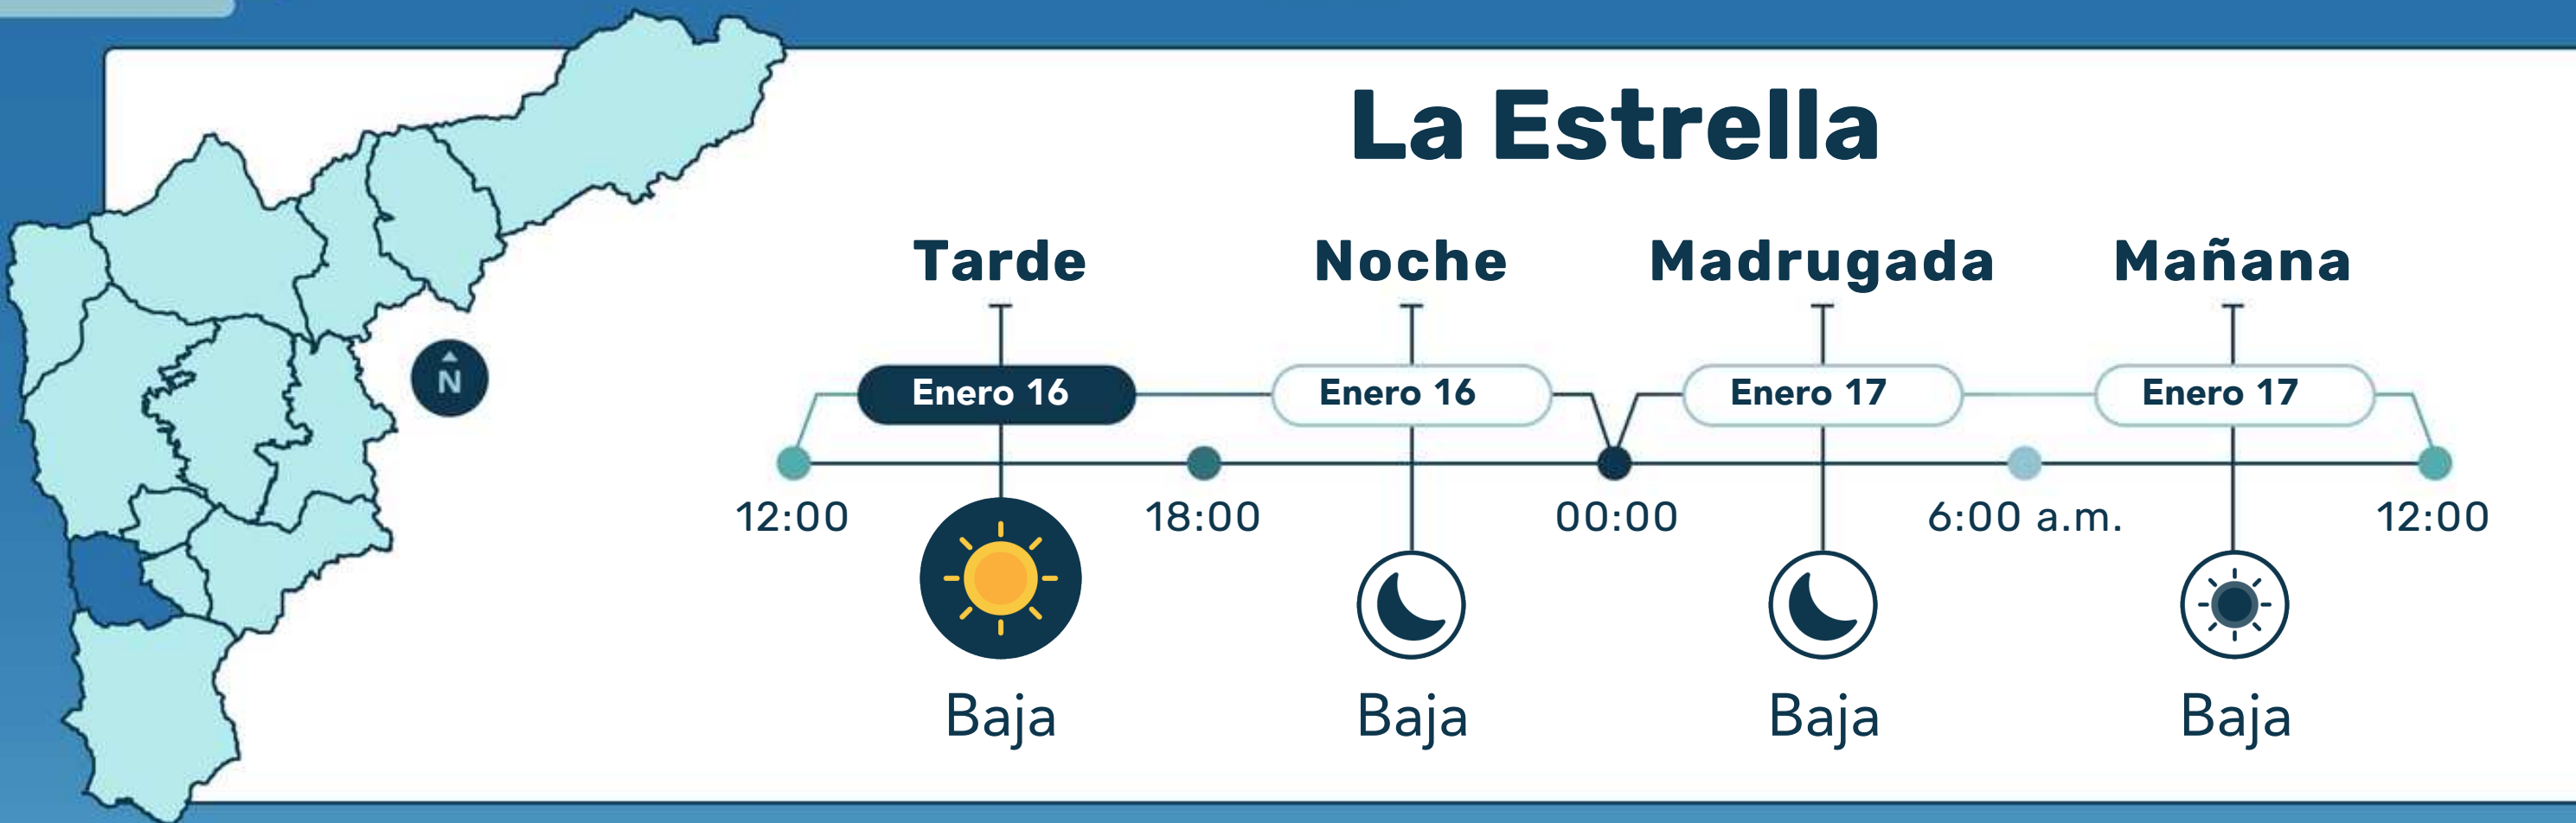 La Estrella
Tarde Noche Madrugada Mañana
N
Enero 16 Enero 16 Enero 17 Enero 17
12:00 18:00 00:00 6:00 a.m. 12:00
Baja Baja Baja Baja